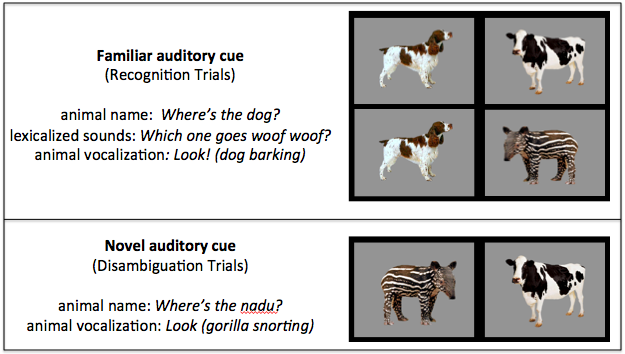 Familiar auditory cue
(Recognition Trials)
animal name: Where's the dog?
lexicalized sounds: Which one goes woof woof?
animal vocalization: Look! (dog barking)
Novel auditory cue
(Disambiguation Trials)
animal name: Where's the nadu?
animal vocalization: Look (gorilla snorting)